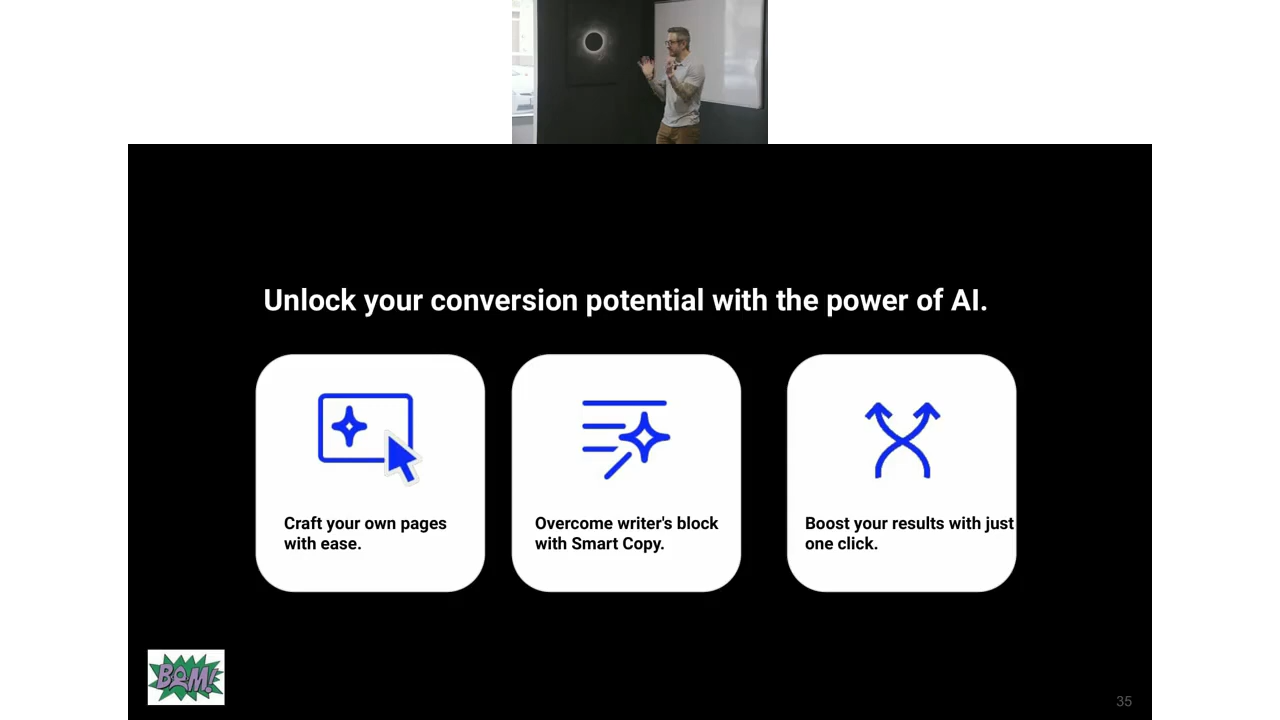 Unlock your conversion potential with the power of AI.
Craft your own pages
with ease.
Overcome writer's block
with Smart Copy.
Boost your results with just
one click.
BOM!
35